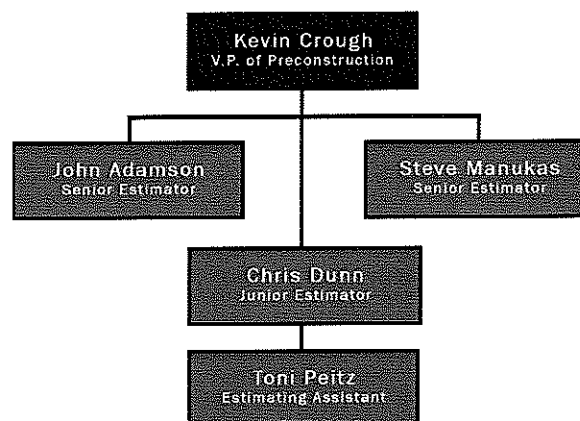 Kevin Crough
V.P. of Preconstruction
John Adamson
Senior Estimator
Steve Manukas
Senior Estimator
Chris Dunn
Junior Estimator
Toni Peitz
Estimating Assistant